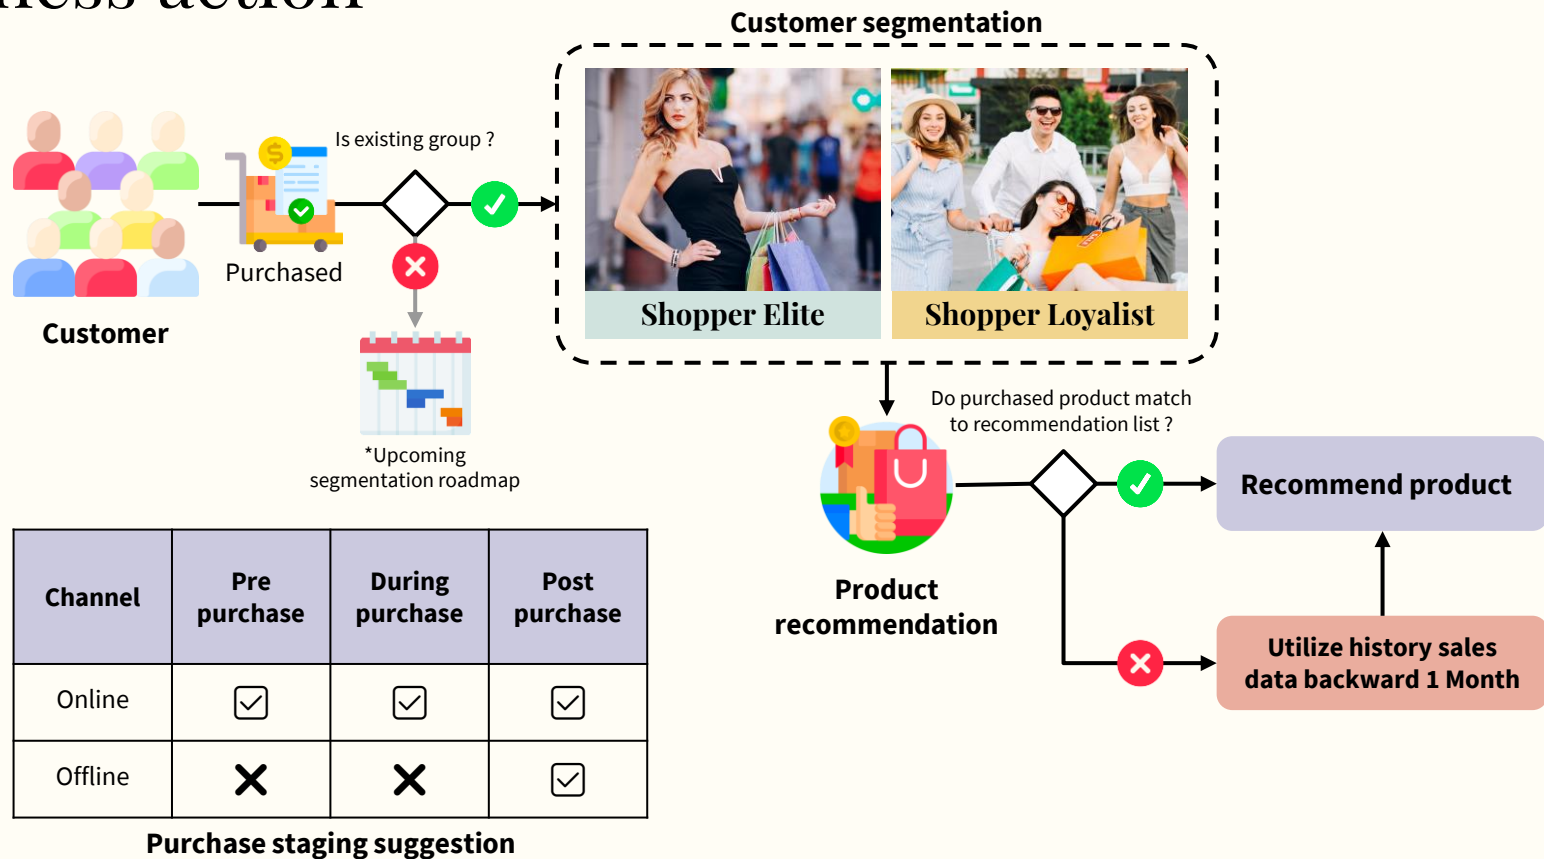 ness action
Customer segmentation
Is existing group ?
Purchased
Customer
Shopper Elite
Shopper Loyalist
*Upcoming
segmentation roadmap
Do purchased product match
to recommendation list ?
Recommend product
Product
recommendation
Utilize history sales
data backward 1 Month
Channel
Pre
purchase
During
purchase
Post
purchase
Online
Offline
Purchase staging suggestion